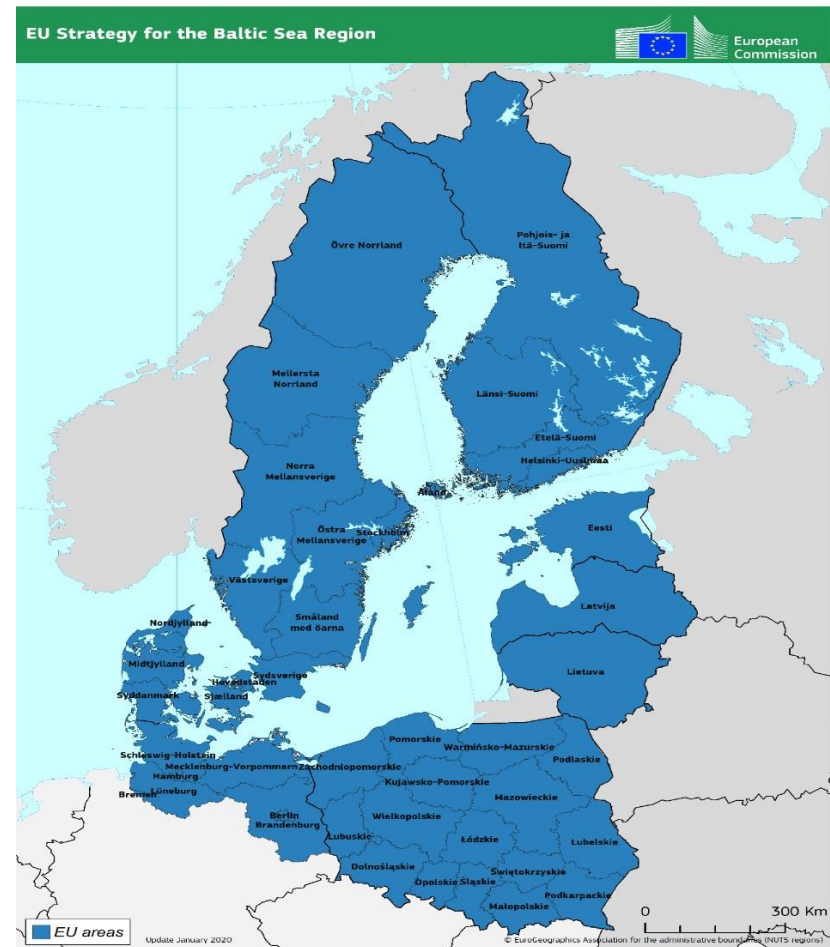 EU Strategy for the Baltic Sea Region
European
Commission
Övre Norrland
Pohjois- ja
Itä-Suomi
Mellersta
Norrland
Länsi-Suomi
Etelä-Suomi
Helsinki-Uusimaa
Norra
Mellansverige
Åland
Östra
Mellansverige
Stockholm
Eesti
Västsverige
Latvija
Småland
med öarna
Nordjylland
Midtjylland
Lietuva
Sydsverige
Hovedstaden
Syddanmark
Sjælland
Pomorskie
Warmińsko-Mazurskie
Schleswig-Holstein
Podlaskie
Mecklenburg-Vorpommern
Zachodniopomorskie
Hamburg
Kujawsko-Pomorskie
Bremen
Lüneburg
Mazowieckie
Berlin
Brandenburg
Wielkopolskie
Lubuskie
Łódzkie
Lubelskie
Dolnośląskie
Świętokrzyskie
Opolskie
Śląskie
Podkarpackie
Małopolskie
0 300 Km
EU areas
Update January 2020
© EuroGeographics Association for the administrative boundaries (NUTS regions)